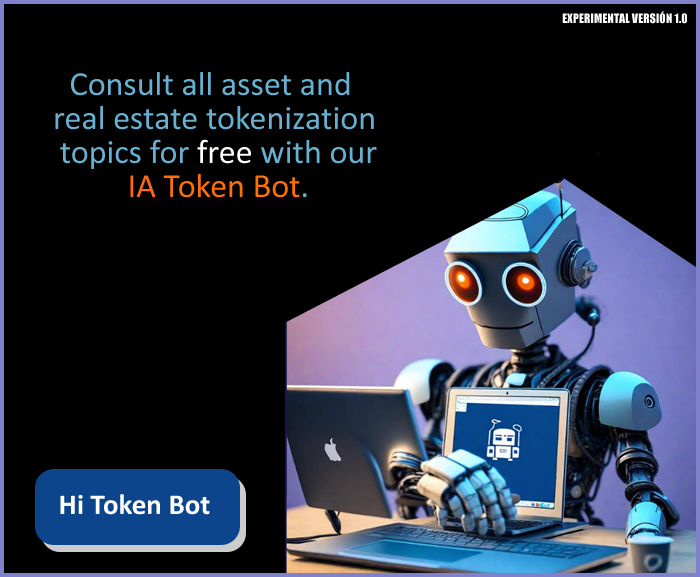 EXPERIMENTAL VERSIÓN 1.0
Consult all asset and
real estate tokenization
topics for free with our
IA Token Bot.
Hi Token Bot